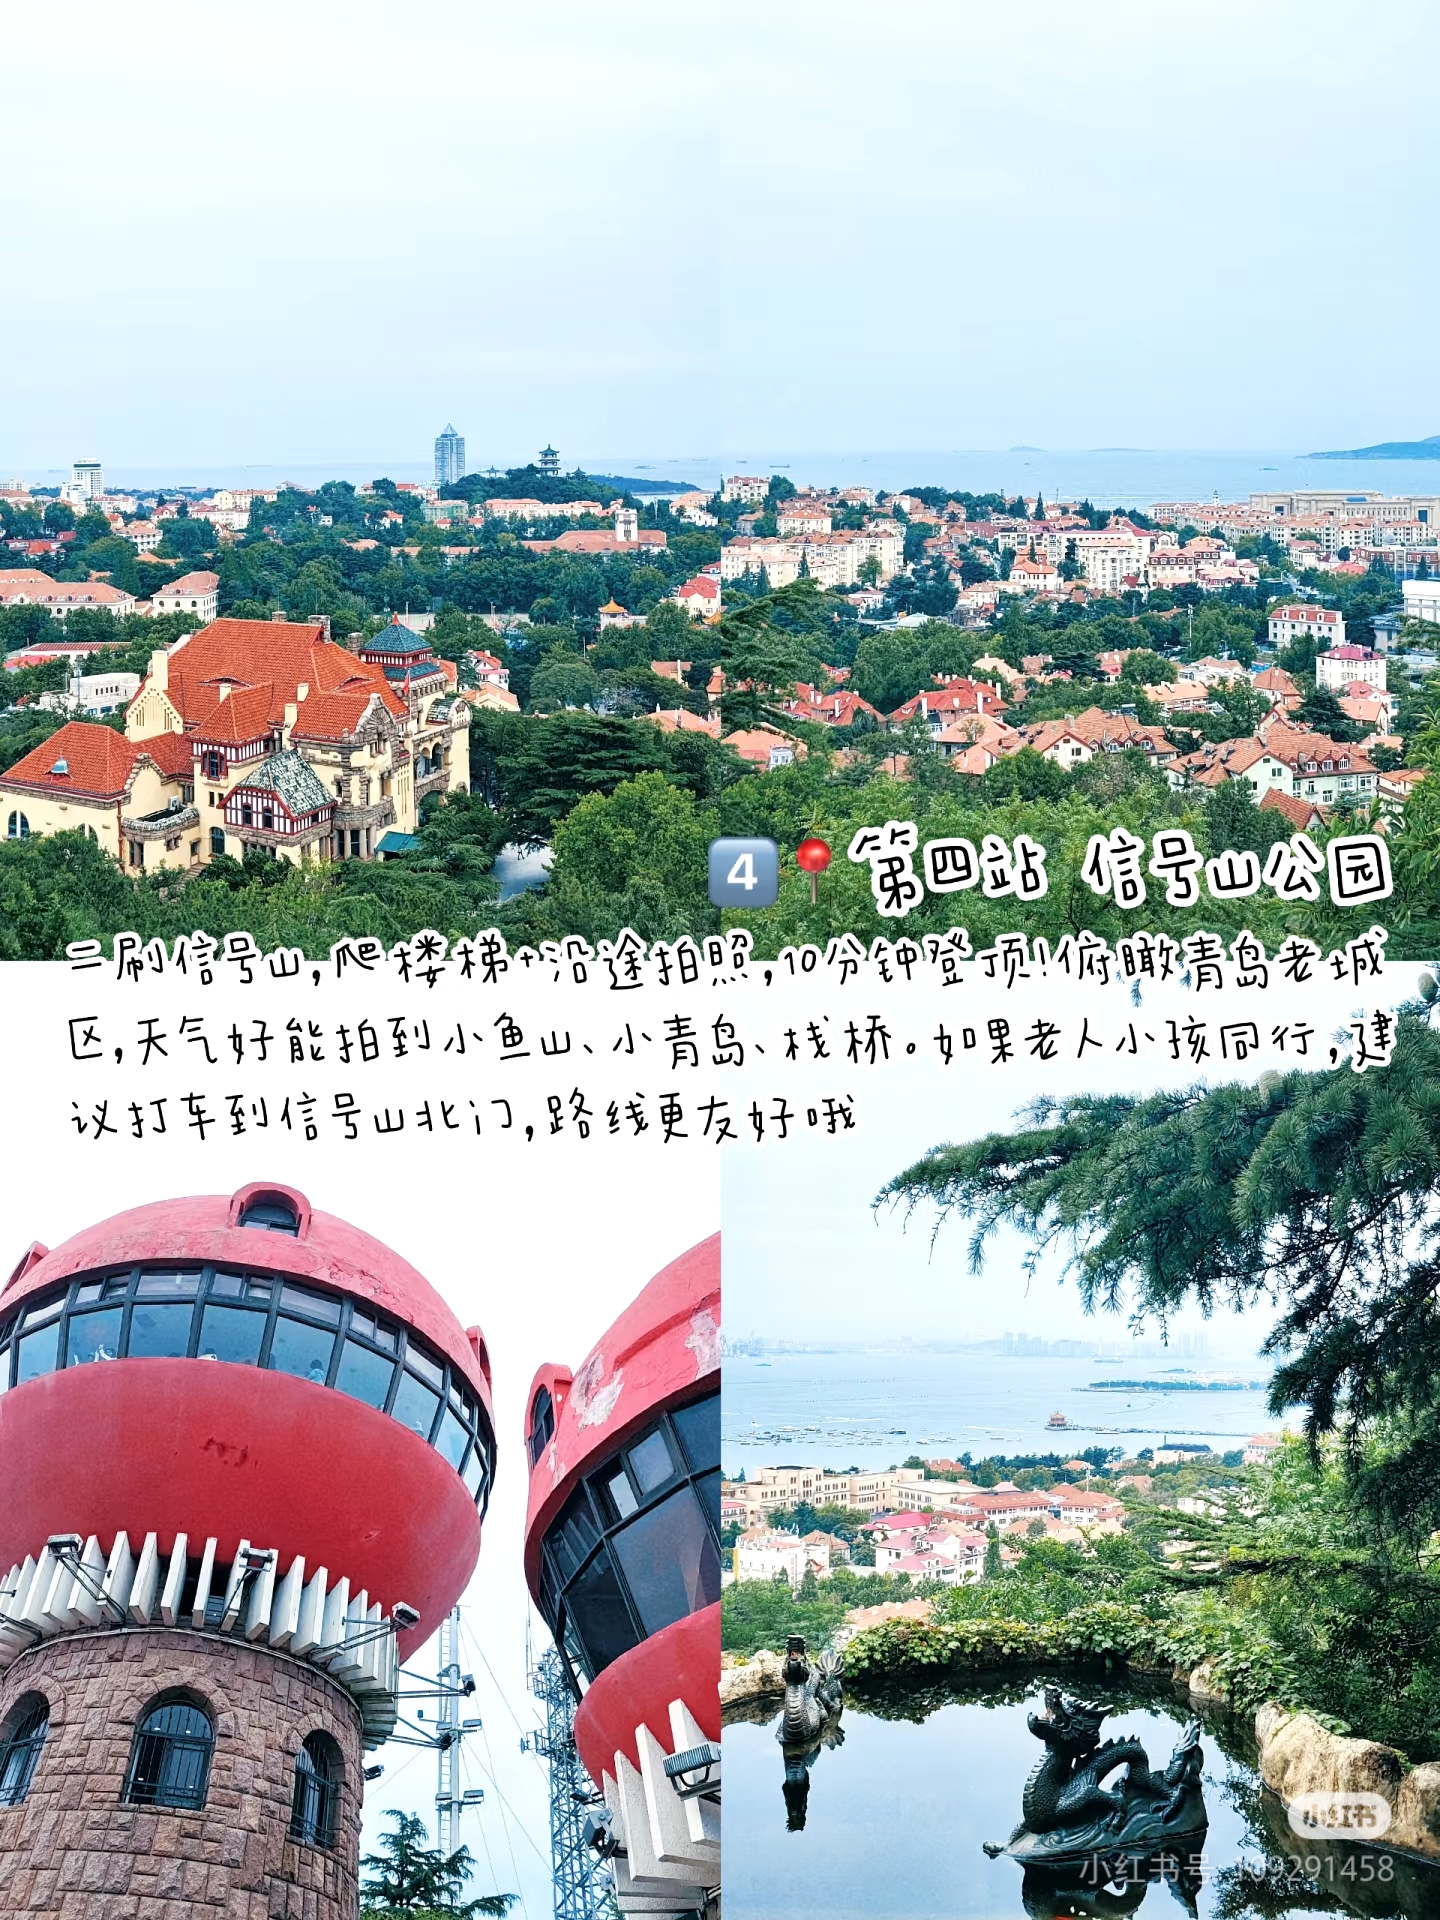 4 第四站 信号山公园
二刷信号山,爬楼梯+沿途拍照,10分钟登顶!俯瞰青岛老城
区,天气好能拍到小鱼山、小青岛、栈桥。如果老人小孩同行,建
议打车到信号山北门,路线更友好哦
小红书
小红书号:109291458